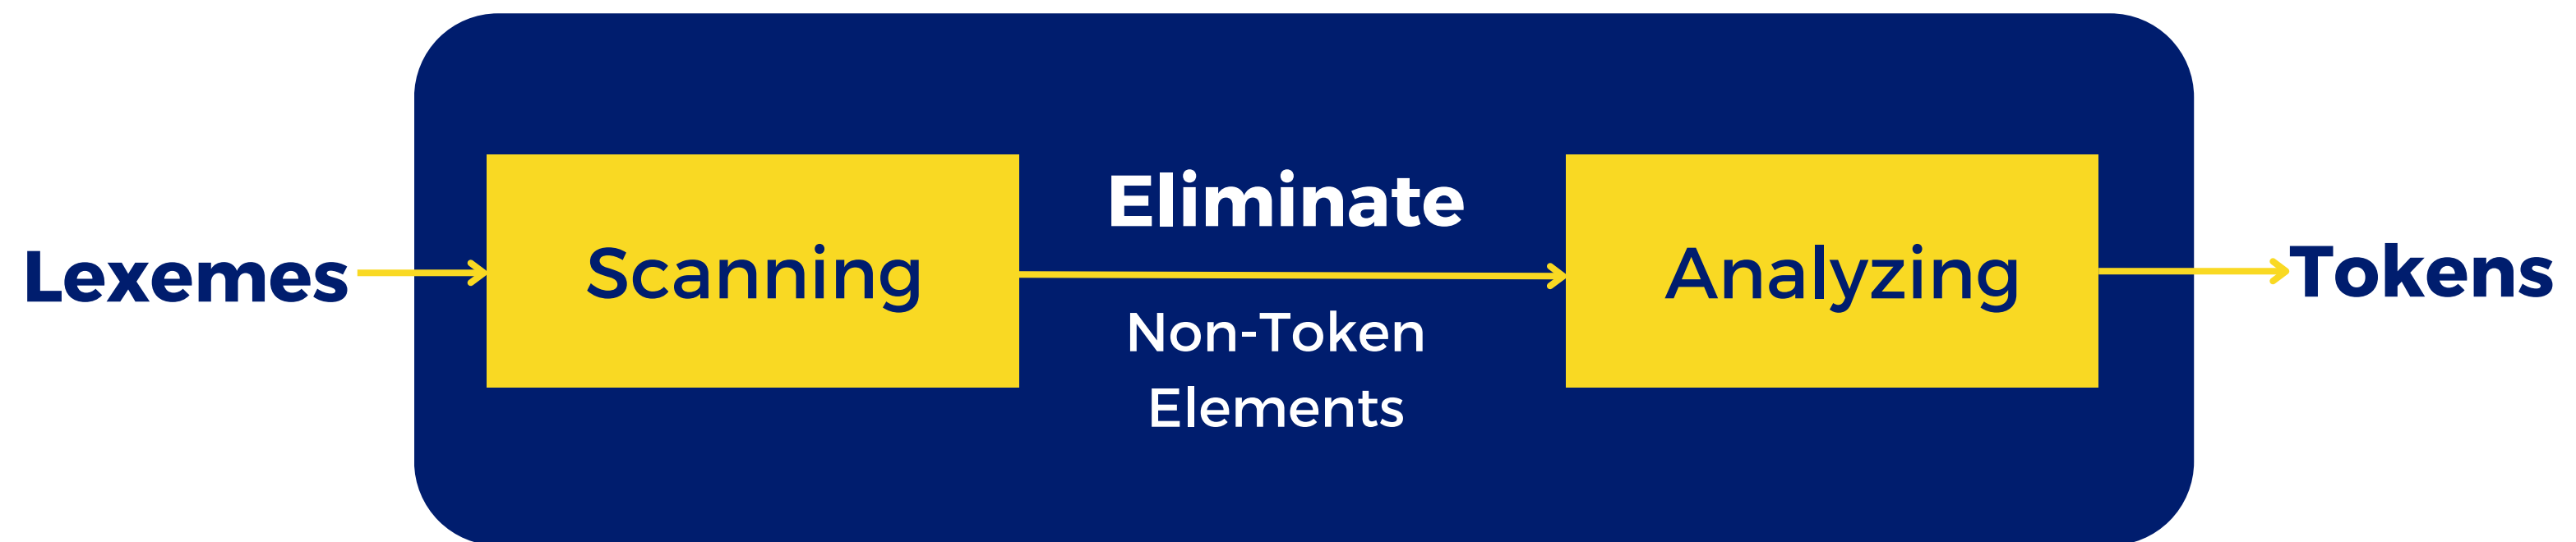 Lexemes
Scanning
Eliminate
Non-Token
Elements
Analyzing
Tokens